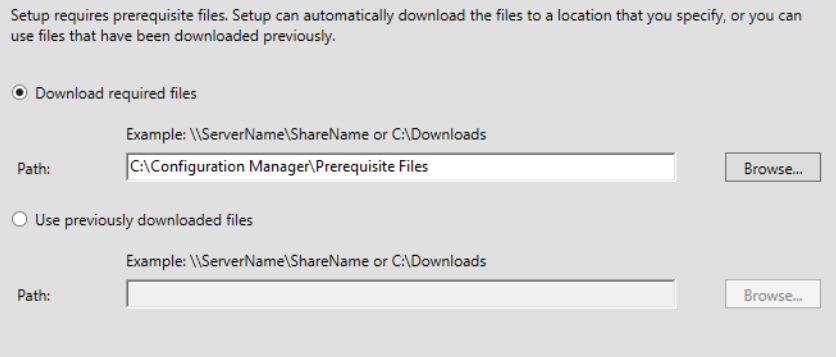 Setup requires prerequisite files. Setup can automatically download the files to a location that you specify, or you can
use files that have been downloaded previously.
Download required files
Example: \\ServerName\ShareName or C:\Downloads
Path: C:\Configuration Manager\Prerequisite Files Browse...
Use previously downloaded files
Example: \\ServerName\ShareName or C:\Downloads
Path: Browse...